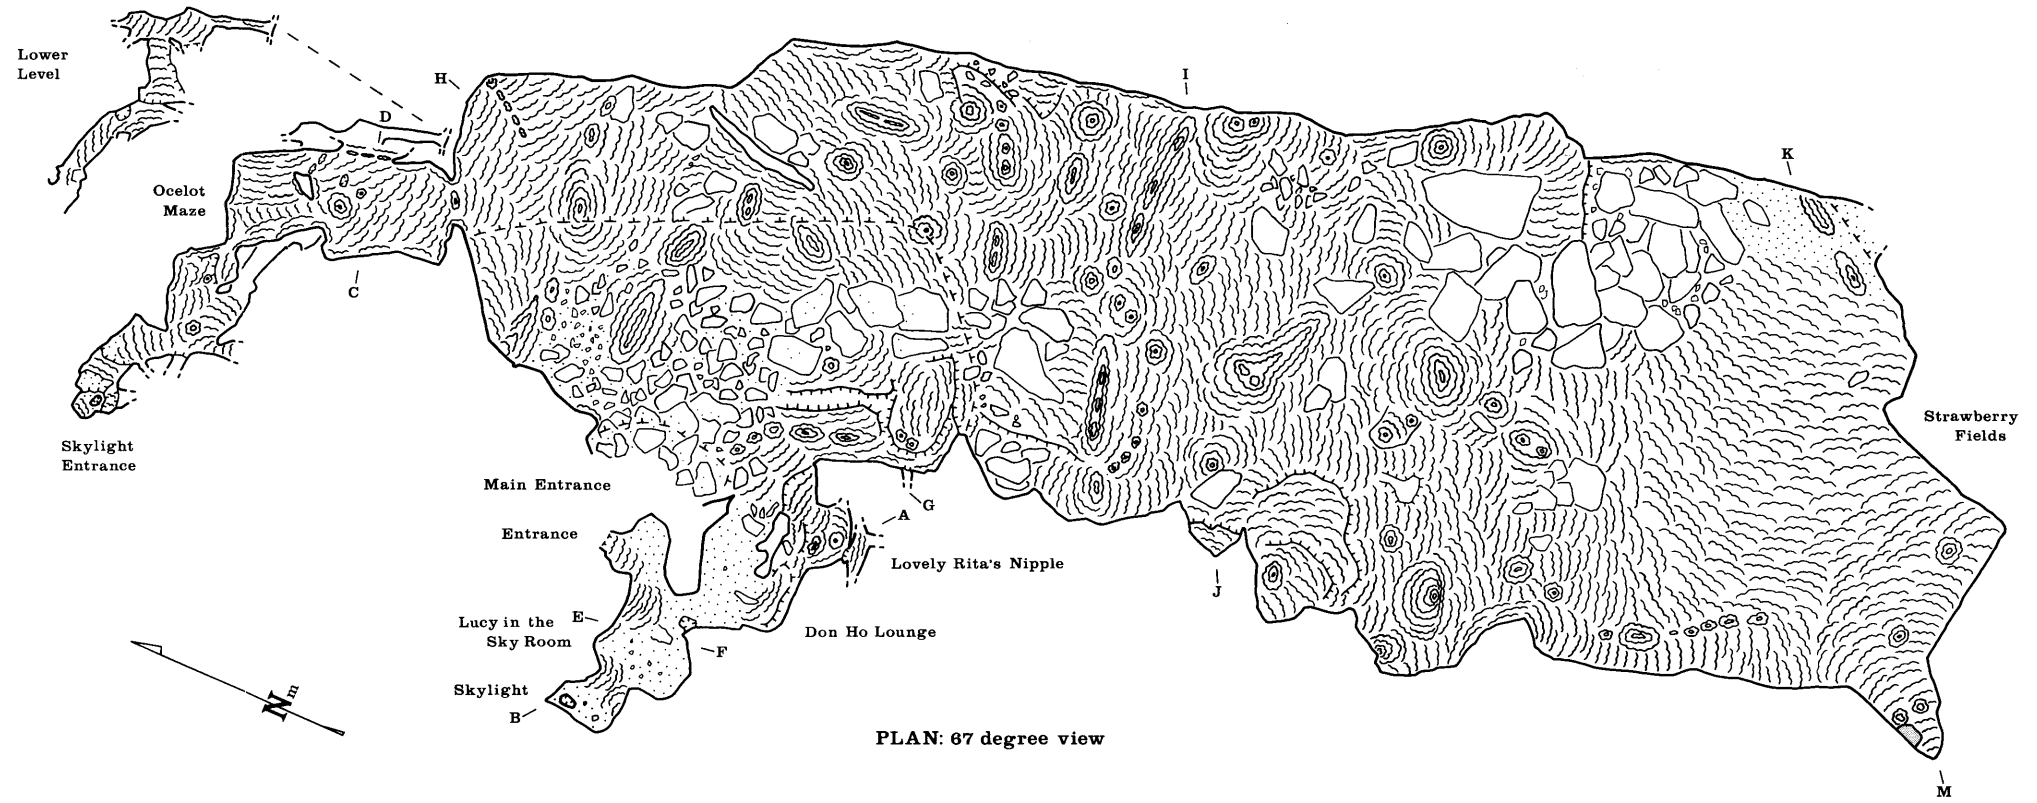 Lower
Level
H
I
D
K
Ocelot
Maze
C
Strawberry
Fields
Skylight
Entrance
Main Entrance
G
A
Entrance
Lovely Rita's Nipple
J
Lucy in the
Sky Room
E
Don Ho Lounge
F
Skylight
B
N
m
PLAN: 67 degree view
M